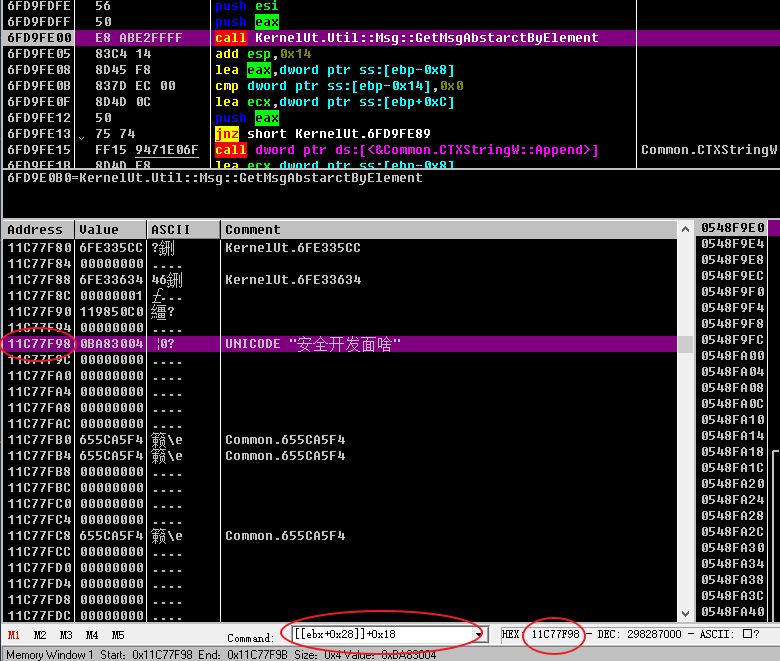 6FD9FDFE 56 push esi
6FD9FDFF 50 push eax
6FD9FE00 E8 ABE2FFFF call KernelUt.Util::Msg::GetMsgAbstarctByElement
6FD9FE05 83C4 14 add esp,0x14
6FD9FE08 8D45 F8 lea eax,dword ptr ss:[ebp-0x8]
6FD9FE0B 837D EC 00 cmp dword ptr ss:[ebp-0x14],0x0
6FD9FE0F 8D4D 0C lea ecx,dword ptr ss:[ebp+0xC]
6FD9FE12 50 push eax
6FD9FE13 75 74 jnz short KernelUt.6FD9FE89
6FD9FE15 FF15 9471E06F call dword ptr ds:[<&Common.CTXStringW::Append>] Common.CTXStringW
6FD9FE1B 8D4D F8 lea ecx,dword ptr ss:[ebp-0x8]
6FD9E0B0=KernelUt.Util::Msg::GetMsgAbstarctByElement
Address Value ASCII Comment 0548F9E0
11C77F80 6FE335CC KernelUt.6FE335CC 0548F9E4
11C77F84 00000000 .... 0548F9E8
11C77F88 6FE33634 KernelUt.6FE33634 0548F9EC
11C77F8C 00000001 0548F9F0
11C77F90 119850C0 0548F9F4
11C77F94 00000000 .... 0548F9F8
11C77F98 0BA83004 UNICODE "安全开发面啥" 0548F9FC
11C77F9C 00000000 .... 0548FA00
11C77FA0 00000000 .... 0548FA04
11C77FA4 00000000 .... 0548FA08
11C77FA8 00000000 .... 0548FA0C
11C77FAC 00000000 .... 0548FA10
11C77FB0 655CA5F4 籁\e Common.655CA5F4 0548FA14
11C77FB4 655CA5F4 籁\e Common.655CA5F4 0548FA18
11C77FB8 00000000 .... 0548FA1C
11C77FBC 00000000 .... 0548FA20
11C77FC0 00000000 .... 0548FA24
11C77FC4 00000000 .... 0548FA28
11C77FC8 655CA5F4 籁\e Common.655CA5F4 0548FA2C
11C77FCC 00000000 .... 0548FA30
11C77FD0 00000000 .... 0548FA34
11C77FD4 00000000 .... 0548FA38
11C77FD8 00000000 .... 0548FA3C
11C77FDC 00000000 .... 0548FA40
M1 M2 M3 M4 M5 Command: [[ebx+0x28]]+0x18 HEX: 11C77F98 - DEC: 298287000 - ASCII: □?
Memory Window 1 Start: 0x11C77F98 End: 0x11C77F9B Size: 0x4 Value: 0xBA83004